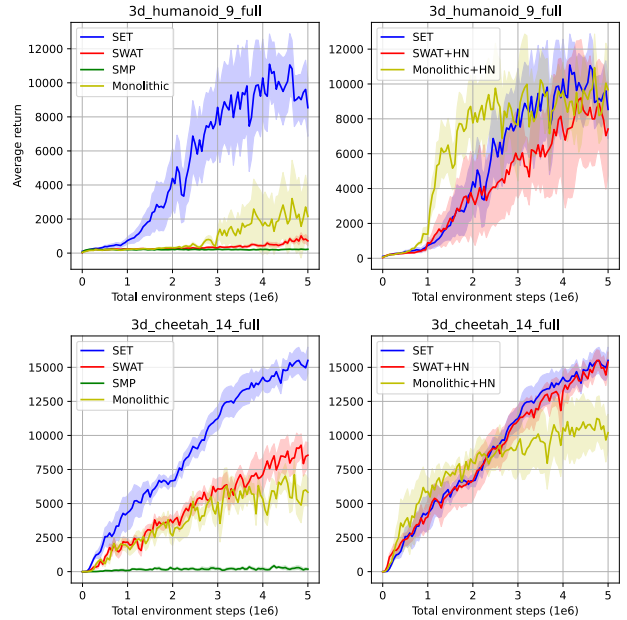 3d_humanoid_9_full
Average return
12000
10000
8000
6000
4000
2000
0
SET
SWAT
SMP
Monolithic
0 1 2 3 4 5
Total environment steps (1e6)
3d_humanoid_9_full
12000
10000
8000
6000
4000
2000
0
SET
SWAT+HN
Monolithic+HN
0 1 2 3 4 5
Total environment steps (1e6)
3d_cheetah_14_full
15000
12500
10000
7500
5000
2500
0
SET
SWAT
SMP
Monolithic
0 1 2 3 4 5
Total environment steps (1e6)
3d_cheetah_14_full
15000
12500
10000
7500
5000
2500
0
SET
SWAT+HN
Monolithic+HN
0 1 2 3 4 5
Total environment steps (1e6)